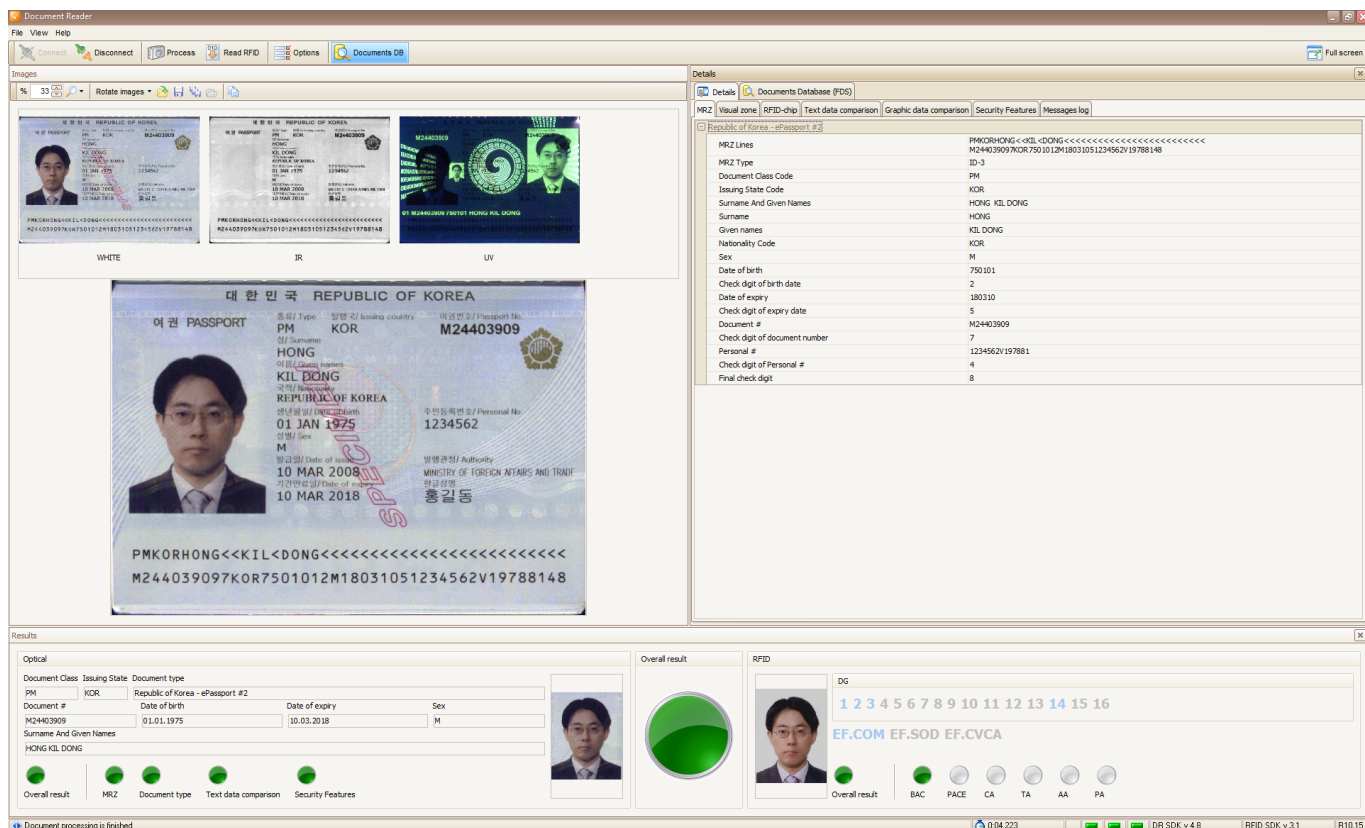 Document Reader
File View Help
Connect Disconnect Process Read RFID Options Documents DB Full screen
Images
% 33 Rotate images
WHITE IR UV
대한민국 REPUBLIC OF KOREA
여권 PASSPORT
종류/ Type 발행국/ Issuing country 여권번호/ Passport No.
PM KOR M24403909
성/ Surname
HONG
이름/ Given names
KIL DONG
국적/ Nationality
REPUBLIC OF KOREA
생년월일/ Date of birth 주민등록번호/ Personal No
01 JAN 1975 1234562
성별/ Sex
M
발급일/ Date of issue 발행관청/ Authority
10 MAR 2008 MINISTRY OF FOREIGN AFFAIRS AND TRADE
기간만료일/ Date of expiry 한글성명
10 MAR 2018 홍길동
SPECIMEN
PMKORHONG<<KIL<DONG<<<<<<<<<<<<<<<<<<<<<<<<<
M244039097KOR7501012M18031051234562V19788148
Details
Details Documents Database (FDS)
MRZ Visual zone RFID-chip Text data comparison Graphic data comparison Security Features Messages log
Republic of Korea - ePassport #2
MRZ Lines PMKORHONG<<KIL<DONG<<<<<<<<<<<<<<<<<<<<<<<<<
M244039097KOR7501012M18031051234562V19788148
MRZ Type ID-3
Document Class Code PM
Issuing State Code KOR
Surname And Given Names HONG KIL DONG
Surname HONG
Given names KIL DONG
Nationality Code KOR
Sex M
Date of birth 750101
Check digit of birth date 2
Date of expiry 180310
Check digit of expiry date 5
Document # M24403909
Check digit of document number 7
Personal # 1234562V197881
Check digit of Personal # 4
Final check digit 8
Results
Optical
Document Class Issuing State Document type
PM KOR Republic of Korea - ePassport #2
Document # Date of birth Date of expiry Sex
M24403909 01.01.1975 10.03.2018 M
Surname And Given Names
HONG KIL DONG
Overall result MRZ Document type Text data comparison Security Features
Overall result
RFID
DG
1 2 3 4 5 6 7 8 9 10 11 12 13 14 15 16
EF.COM EF.SOD EF.CVCA
Overall result BAC PACE CA TA AA PA
Document processing is finished 0:04.223 DR SDK v 4.8 RFID SDK v 3.1 R10.15